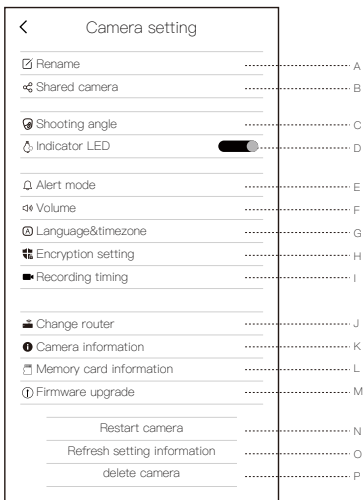 Camera setting
Rename A
Shared camera B
Shooting angle C
Indicator LED D
Alert mode E
Volume F
Language&timezone G
Encryption setting H
Recording timing I
Change router J
Camera information K
Memory card information L
Firmware upgrade M
Restart camera N
Refresh setting information O
delete camera P